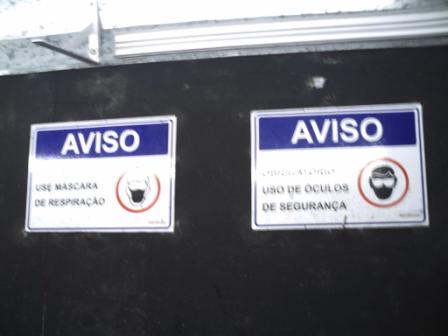 AVISO
USE MÁSCARA
DE RESPIRAÇÃO
AVISO
OBRIGATÓRIO
USO DE ÓCULOS
DE SEGURANÇA